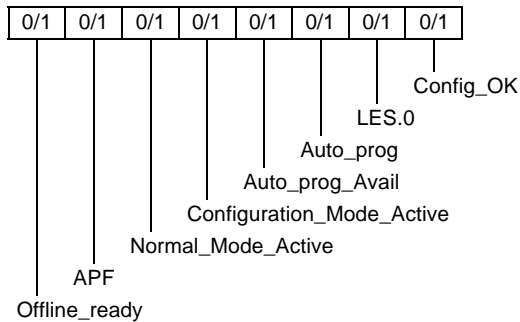 0/1 0/1 0/1 0/1 0/1 0/1 0/1 0/1
Config_OK
LES.0
Auto_prog
Auto_prog_Avail
Configuration_Mode_Active
Normal_Mode_Active
APF
Offline_ready